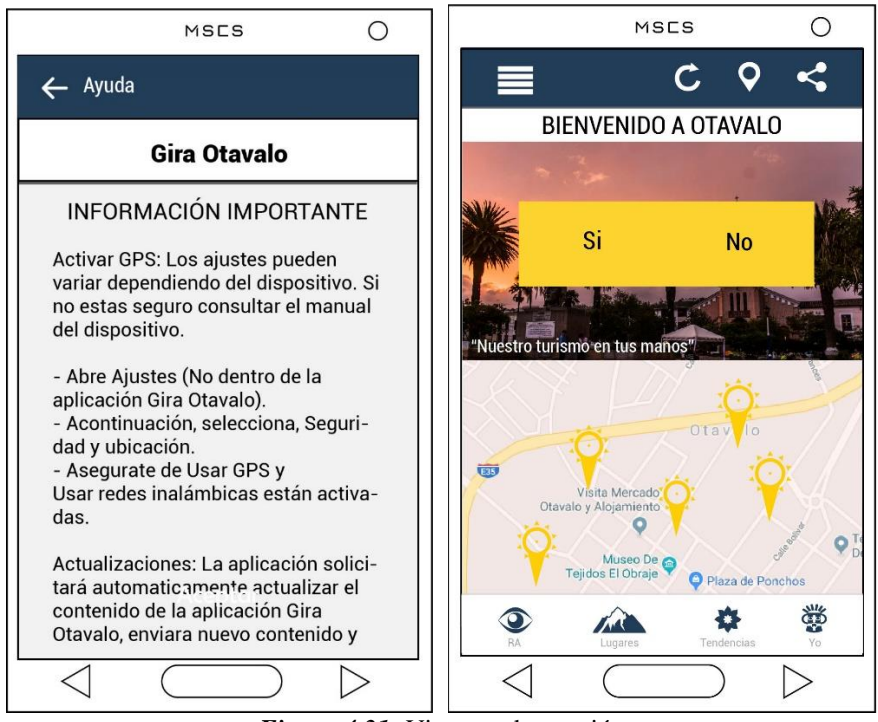 MSCS
Ayuda
Gira Otavalo
INFORMACIÓN IMPORTANTE
Activar GPS: Los ajustes pueden
variar dependiendo del dispositivo. Si
no estas seguro consultar el manual
del dispositivo.
- Abre Ajustes (No dentro de la
aplicación Gira Otavalo).
- Acontinuación, selecciona, Seguri-
dad y ubicación.
- Asegurate de Usar GPS y
Usar redes inalámbicas están activa-
das.
Actualizaciones: La aplicación solici-
tará automaticamente actualizar el
contenido de la aplicación Gira
Otavalo, enviara nuevo contenido y
MSCS
BIENVENIDO A OTAVALO
Si No
"Nuestro turismo en tus manos"
Otavalo
E35
Visita Mercado
Otavalo y Alojamiento
Calle Bolivar
Museo De
Tejidos El Obraje
Plaza de Ponchos
RA Lugares Tendencias Yo